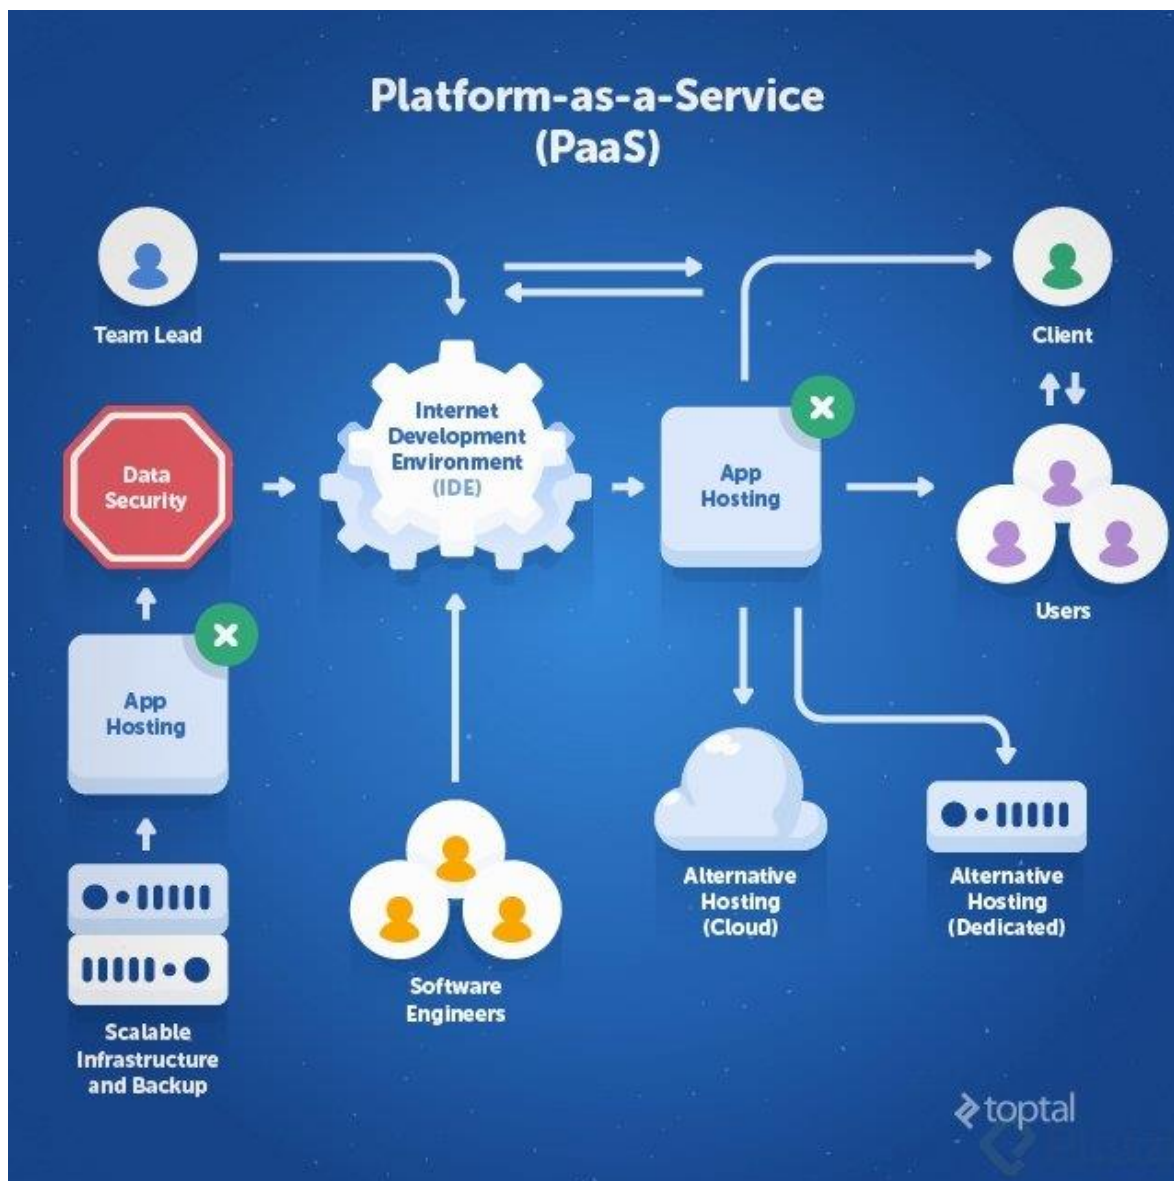 Platform-as-a-Service
(PaaS)
Team Lead
Client
Internet
Development
Environment
(IDE)
Data
Security
App
Hosting
Users
App
Hosting
Alternative
Hosting
(Cloud)
Alternative
Hosting
(Dedicated)
Software
Engineers
Scalable
Infrastructure
and Backup
toptal